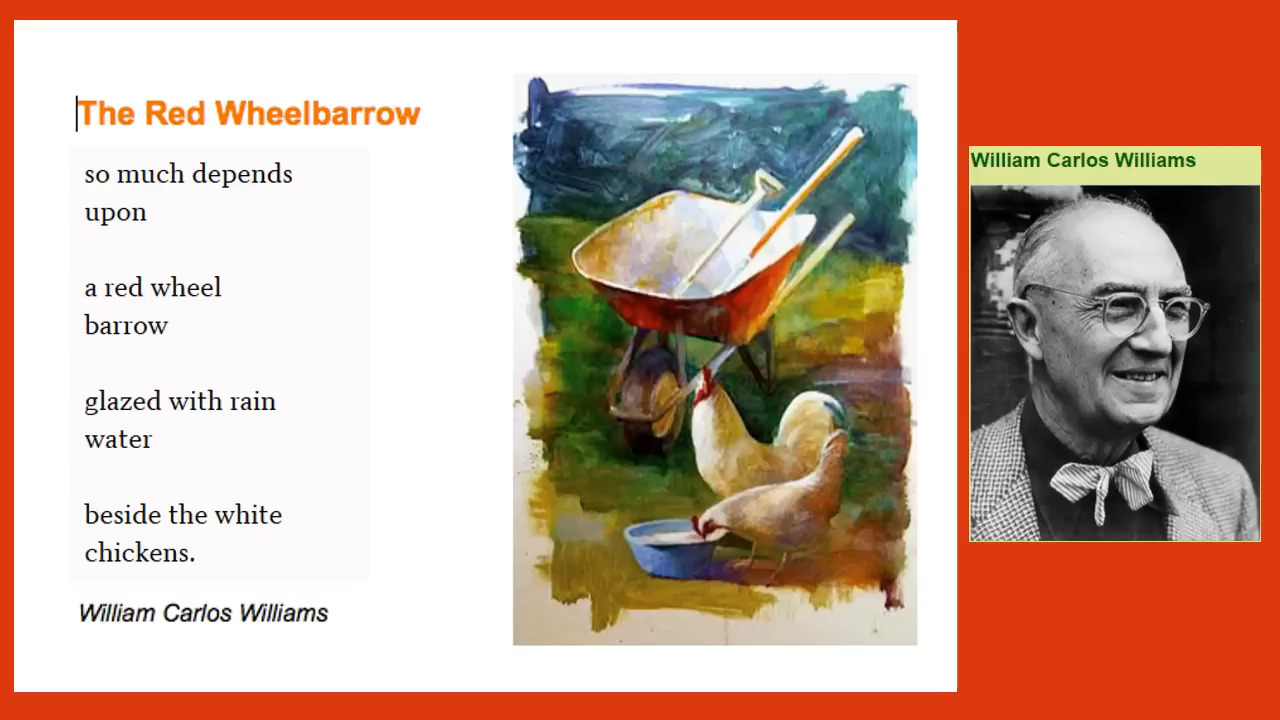 The Red Wheelbarrow
so much depends
upon
a red wheel
barrow
glazed with rain
water
beside the white
chickens.
William Carlos Williams
William Carlos Williams